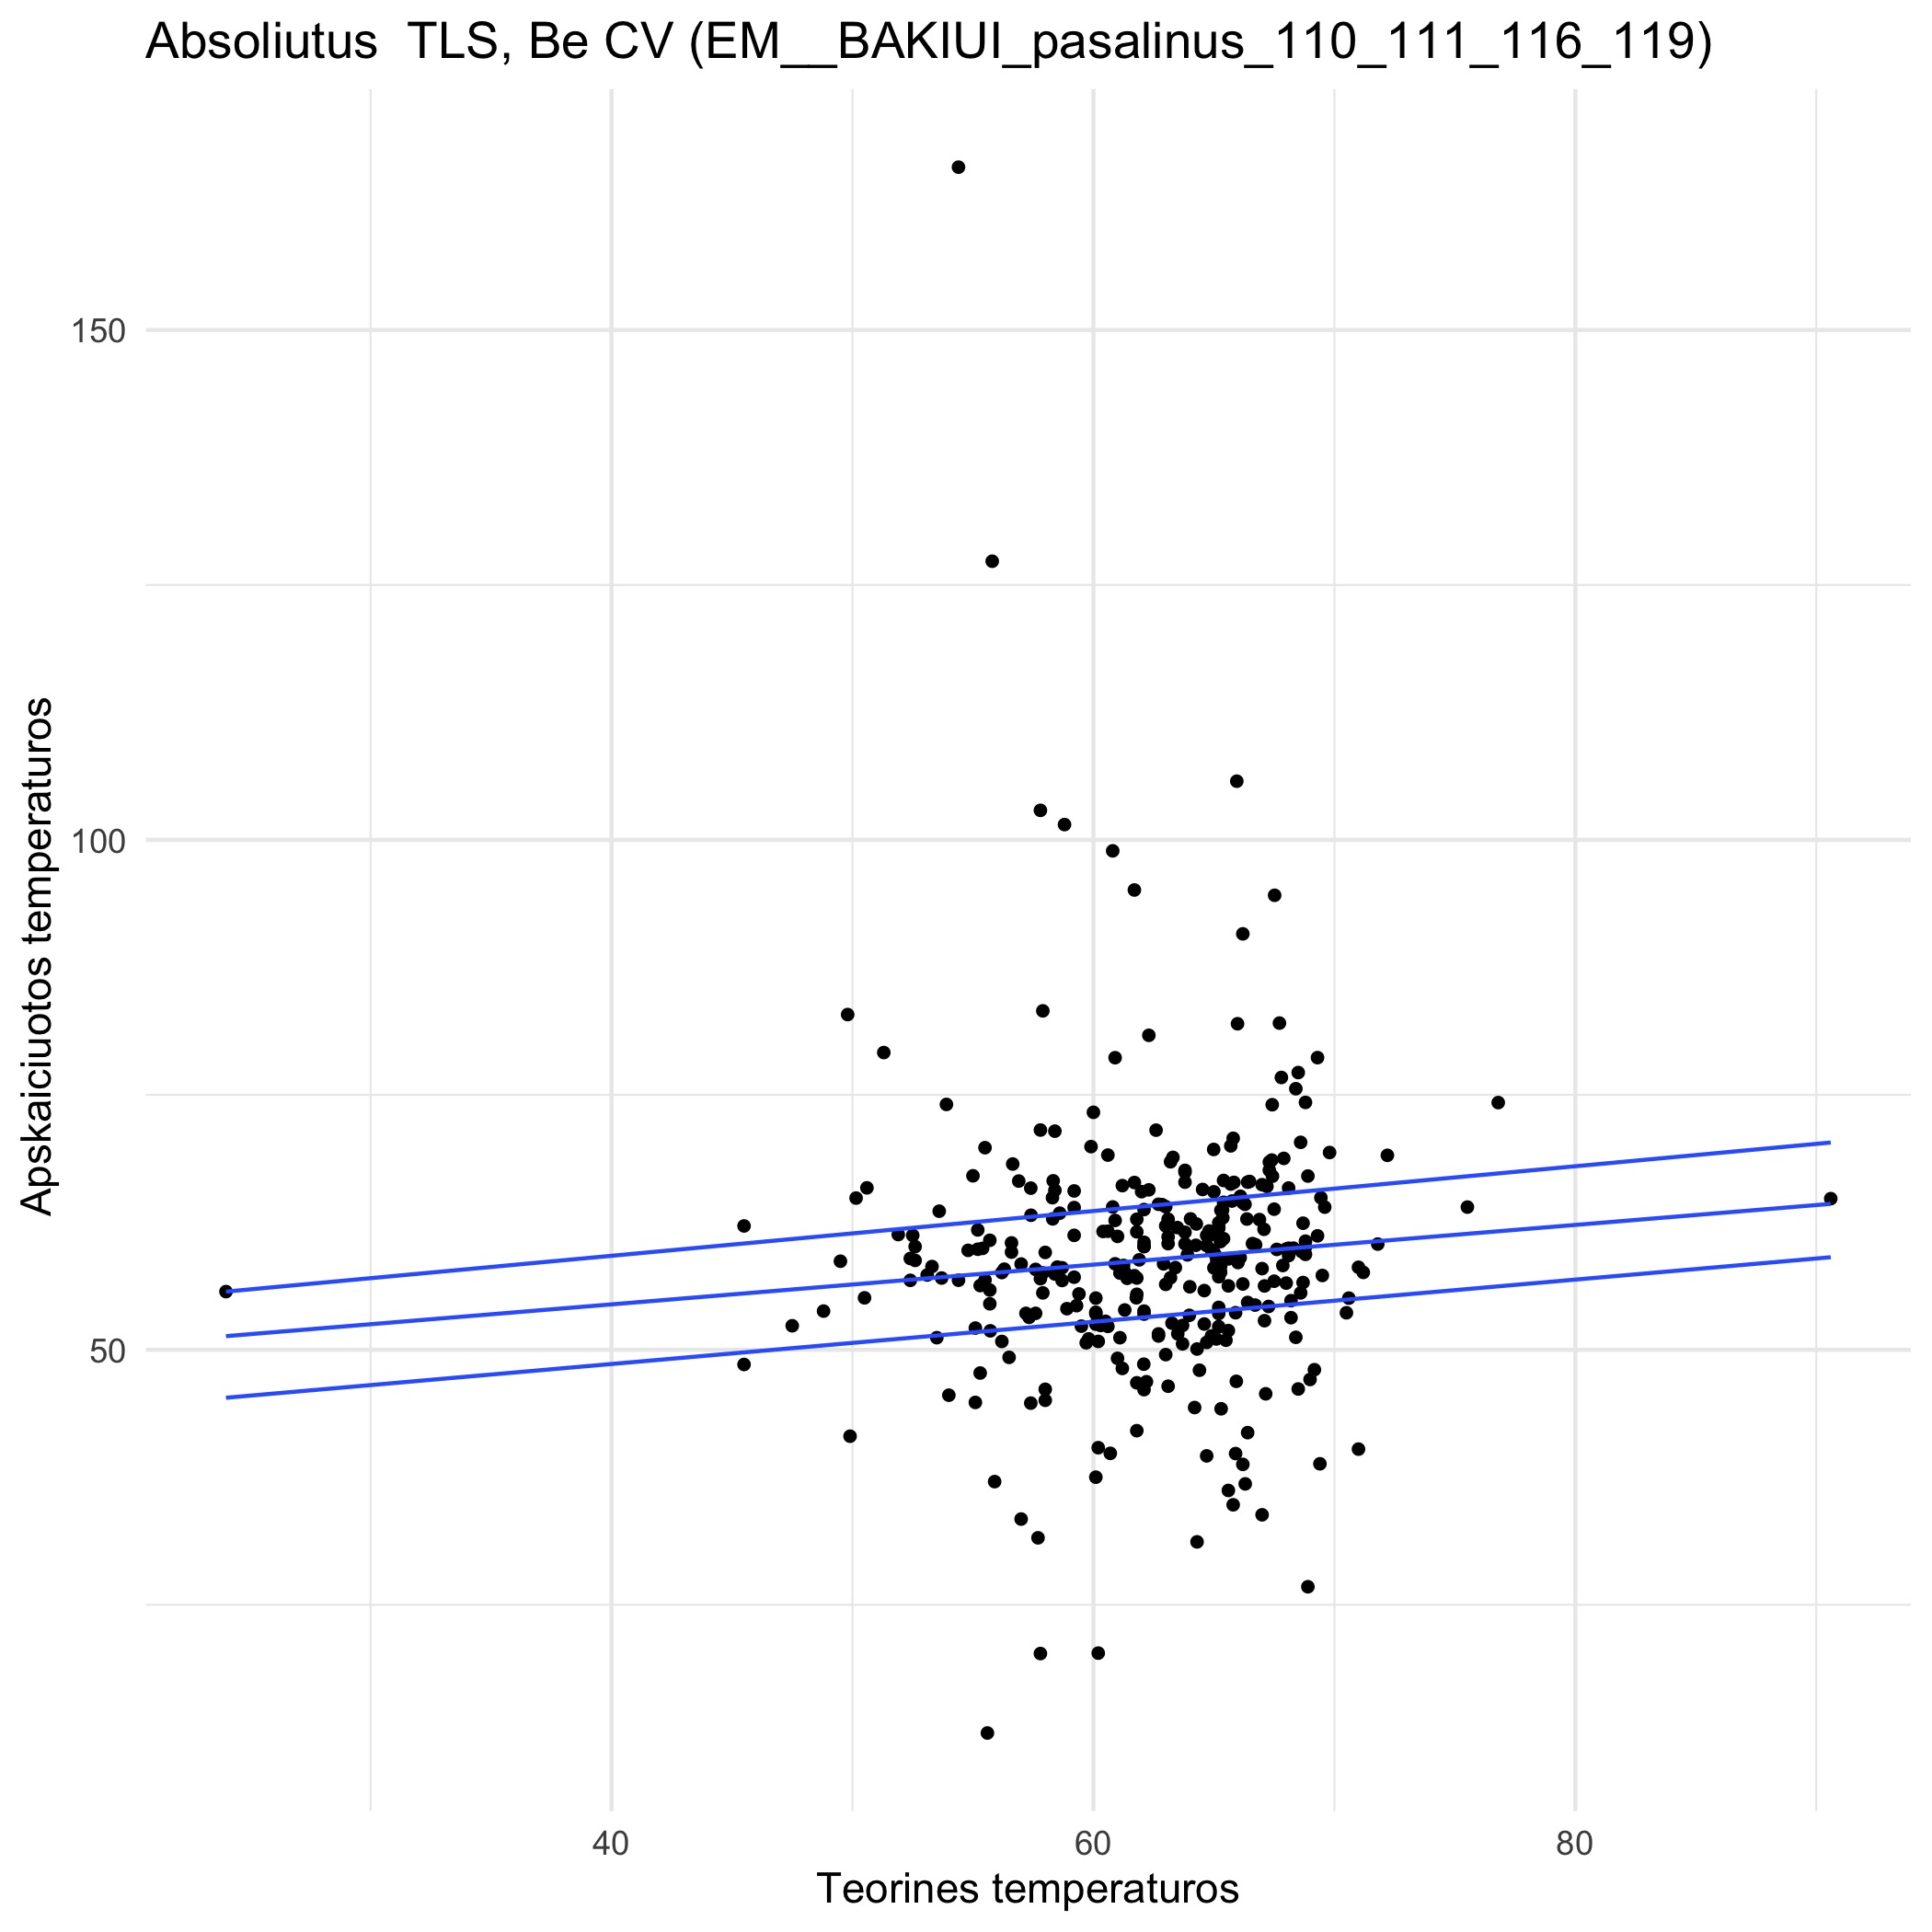 Absoliutus  TLS, Be CV (EM__BAKIUI_pasalinus_110_111_116_119)
150
100
50
Apskaiciuotos temperaturos
40
60
80
Teorines temperaturos